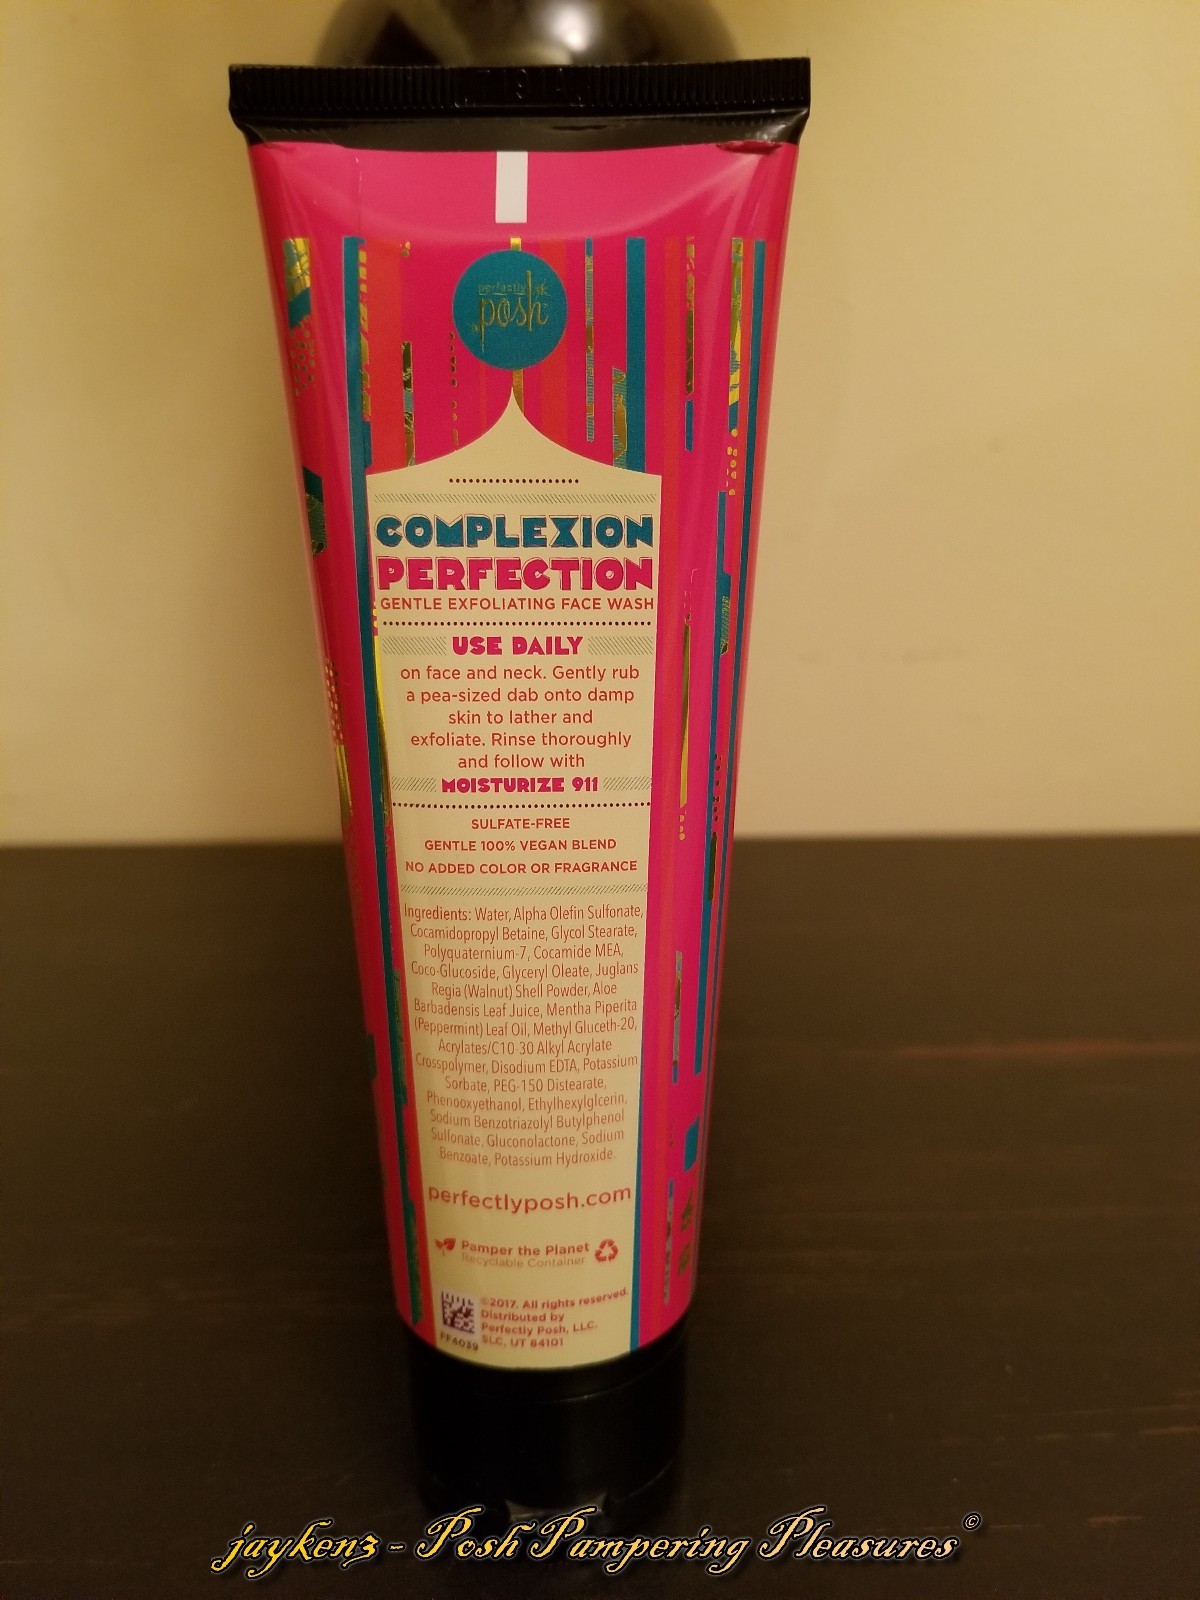 perfectly
posh
COMPLEXION
PERFECTION
GENTLE EXFOLIATING FACE WASH
USE DAILY
on face and neck. Gently rub
a pea-sized dab onto damp
skin to lather and
exfoliate. Rinse thoroughly
and follow with
MOISTURIZE 911
SULFATE-FREE
GENTLE 100% VEGAN BLEND
NO ADDED COLOR OR FRAGRANCE
Ingredients: Water, Alpha Olefin Sulfonate,
Cocamidopropyl Betaine, Glycol Stearate,
Polyquaternium-7, Cocamide MEA,
Coco-Glucoside, Glyceryl Oleate, Juglans
Regia (Walnut) Shell Powder, Aloe
Barbadensis Leaf Juice, Mentha Piperita
(Peppermint) Leaf Oil, Methyl Gluceth-20,
Acrylates/C10-30 Alkyl Acrylate
Crosspolymer, Disodium EDTA, Potassium
Sorbate, PEG-150 Distearate,
Phenooxyethanol, Ethylhexylglcerin,
Sodium Benzotriazolyl Butylphenol
Sulfonate, Gluconolactone, Sodium
Benzoate, Potassium Hydroxide.
perfectlyposh.com
Pamper the Planet
Recyclable Container
©2017. All rights reserved.
Distributed by
Perfectly Posh, LLC.
SLC, UT 84101
FF4039
jayken3 - Posh Pampering Pleasures©